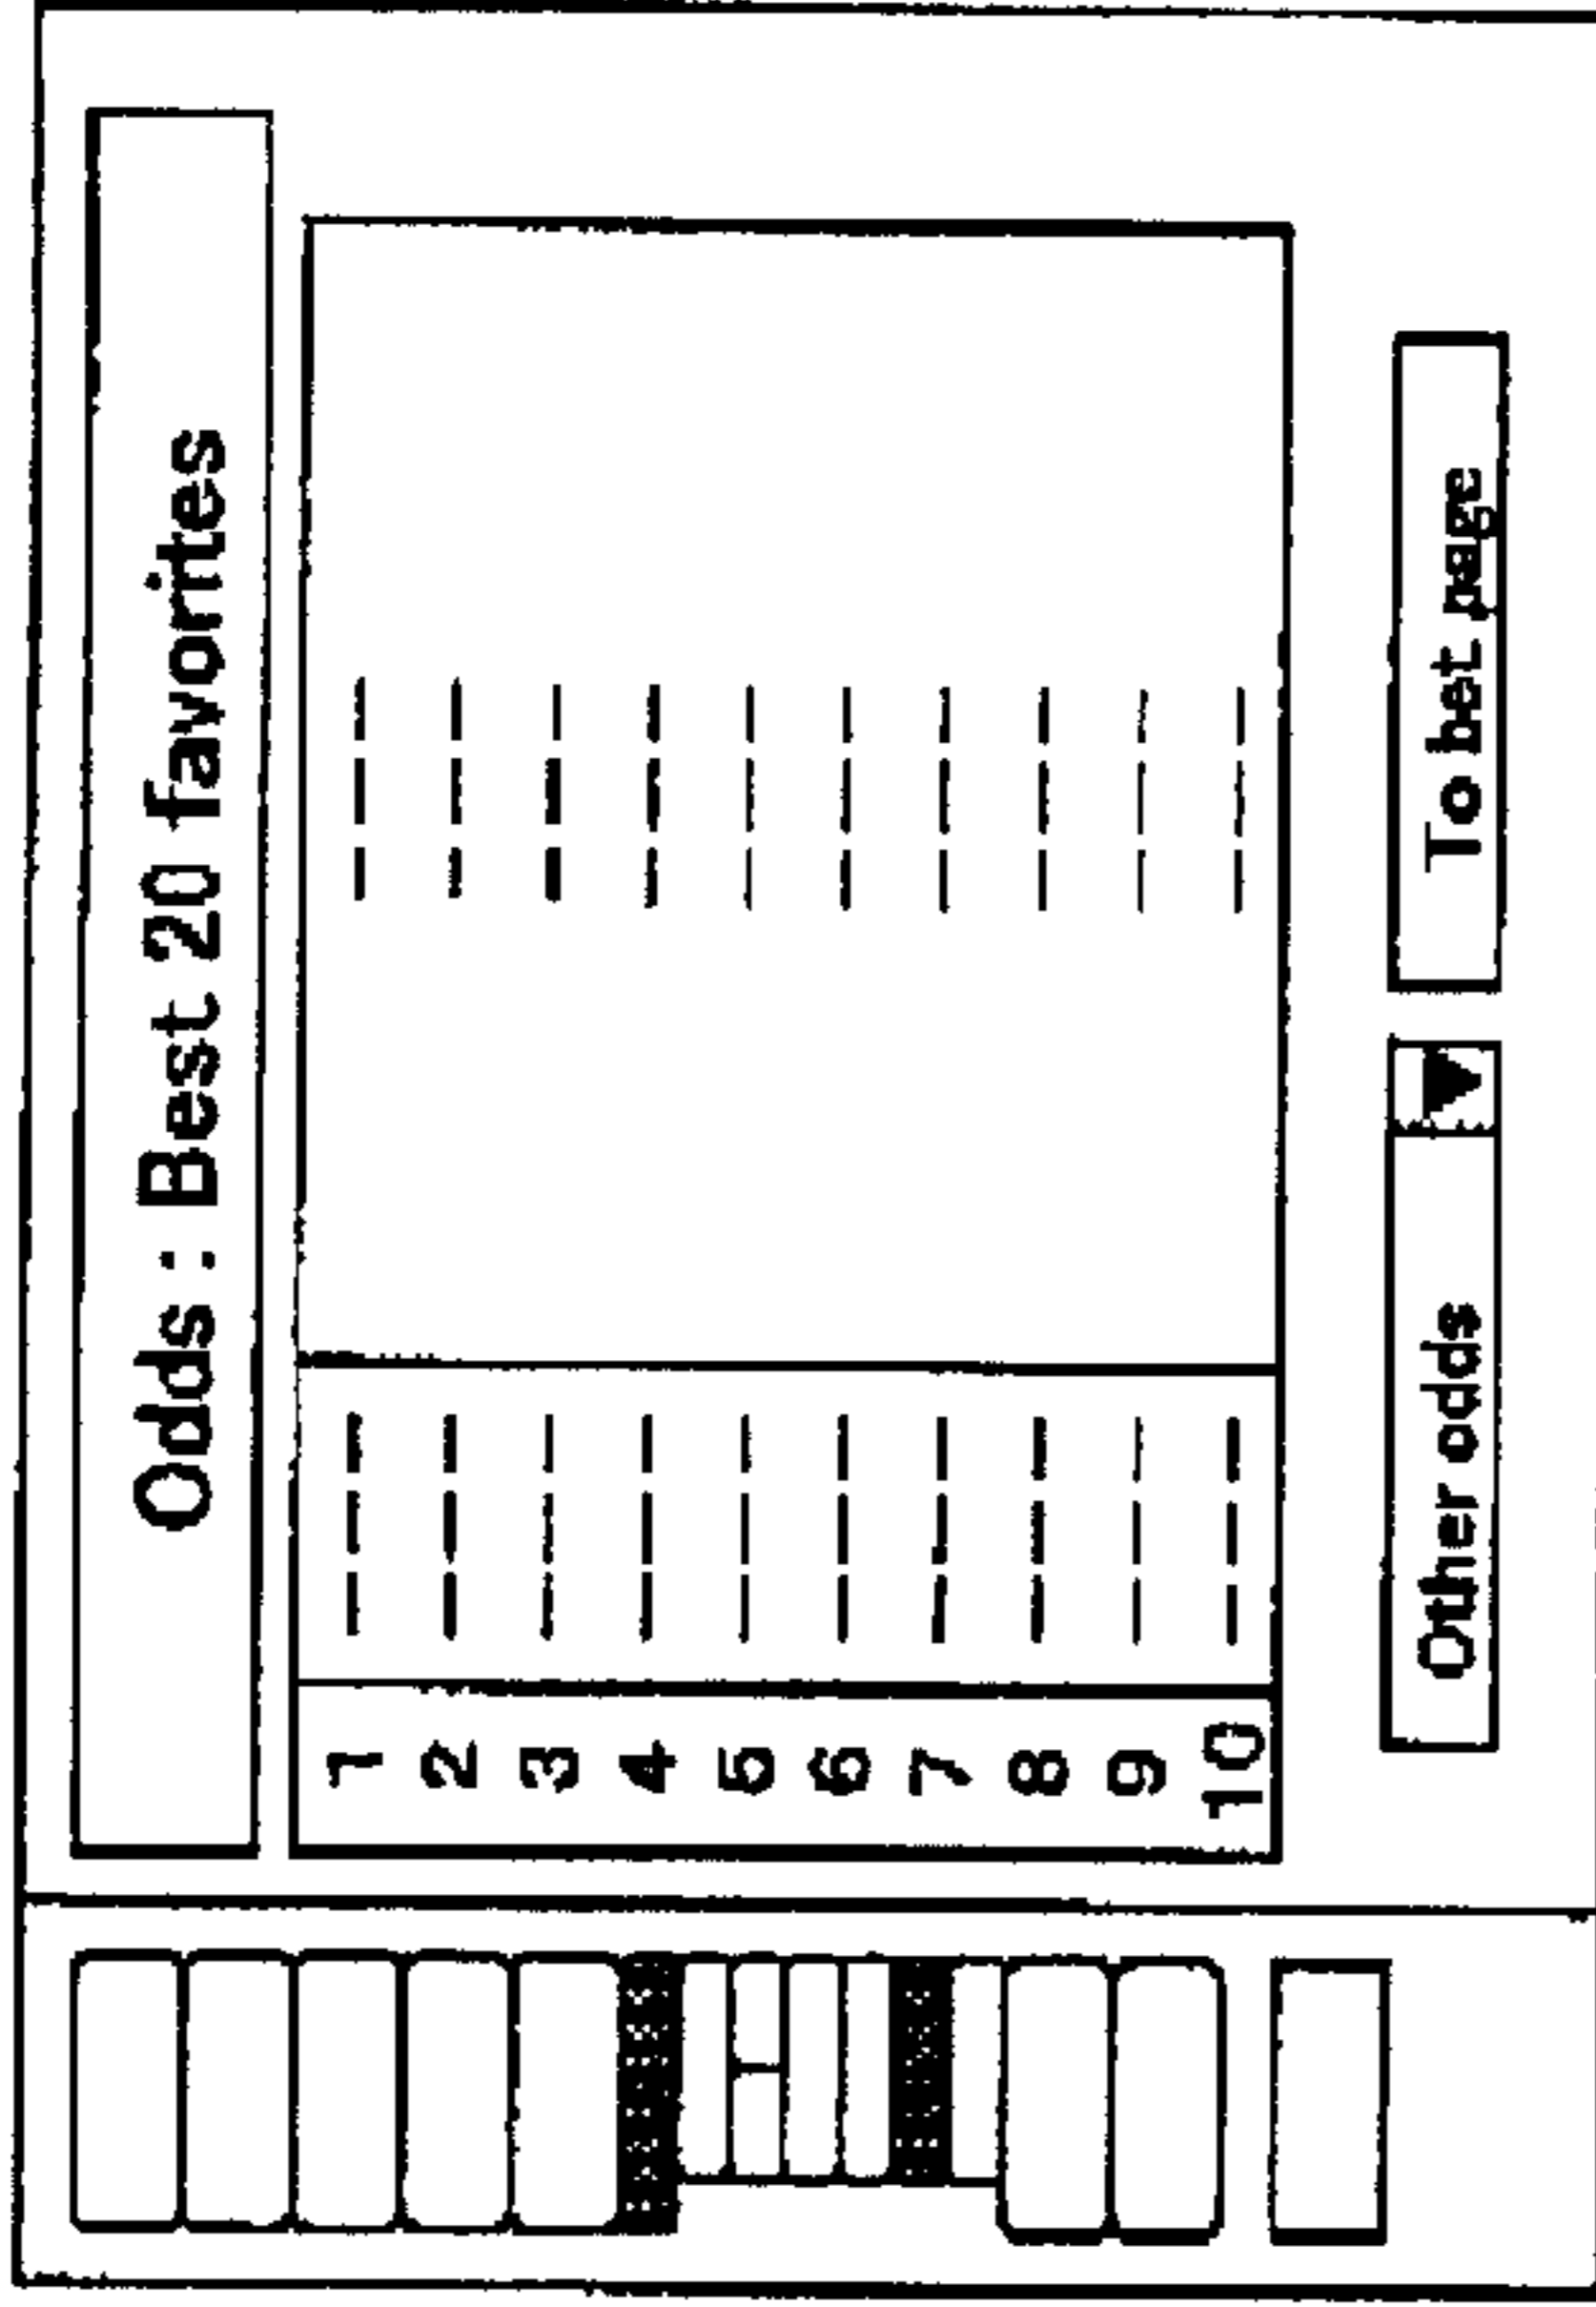 Odds : Best 20 favorites
1 --- ---
2 --- ---
3 --- ---
4 --- ---
5 --- ---
6 --- ---
7 --- ---
8 --- ---
9 --- ---
10 --- ---
Other odds ▼ To bet page